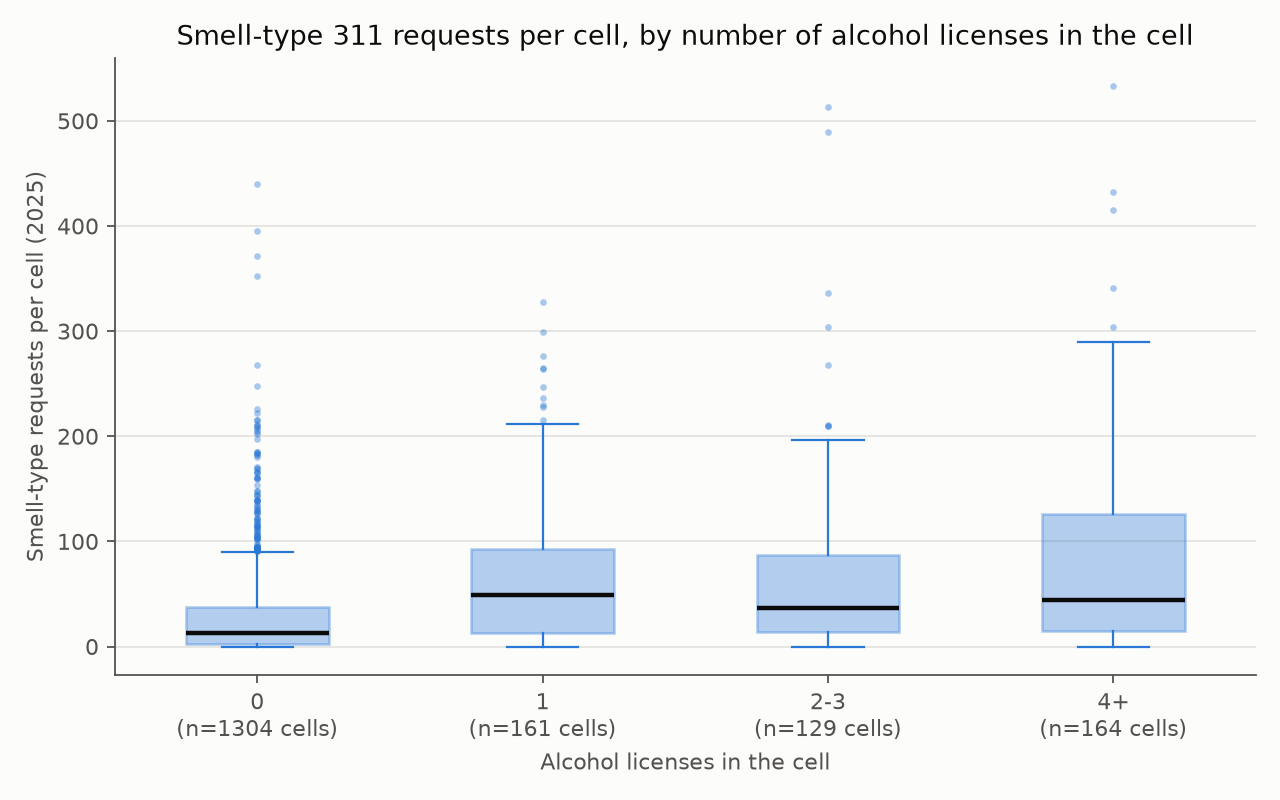 Smell-type 311 requests per cell, by number of alcohol licenses in the cell
Smell-type requests per cell (2025)
500
400
300
200
100
0
0
(n=1304 cells)
1
(n=161 cells)
2-3
(n=129 cells)
4+
(n=164 cells)
Alcohol licenses in the cell